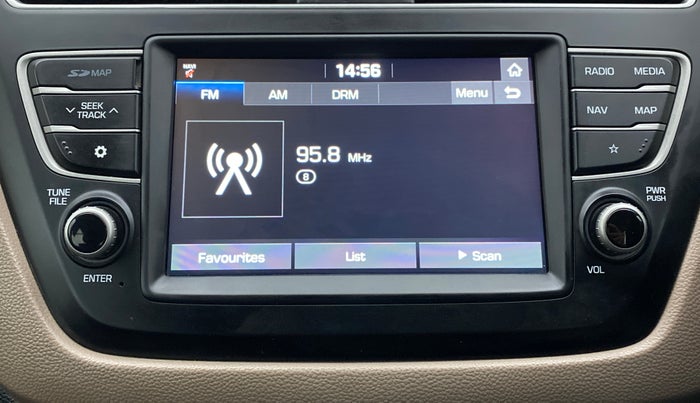 NAVI
14:56
SD MAP
FM AM DRM Menu
RADIO MEDIA
SEEK
TRACK
NAV MAP
95.8 MHz
8
TUNE
FILE
PWR
PUSH
Favourites List Scan
ENTER
VOL